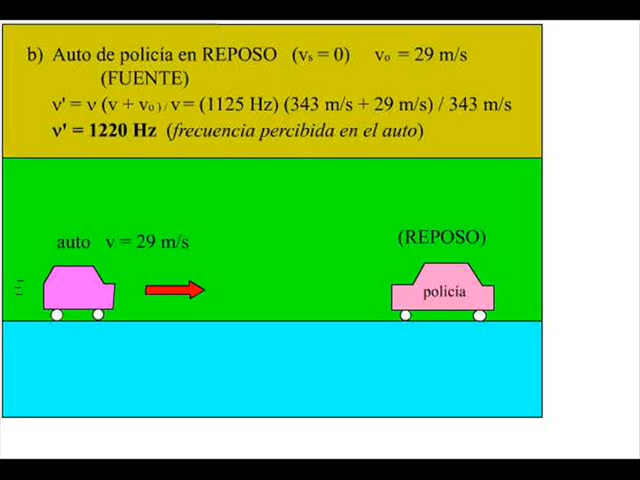 b) Auto de policía en REPOSO (vs = 0) vo = 29 m/s
(FUENTE)
ν' = ν (v + vo ) / v = (1125 Hz) (343 m/s + 29 m/s) / 343 m/s
ν' = 1220 Hz (frecuencia percibida en el auto)
auto v = 29 m/s
(REPOSO)
policía